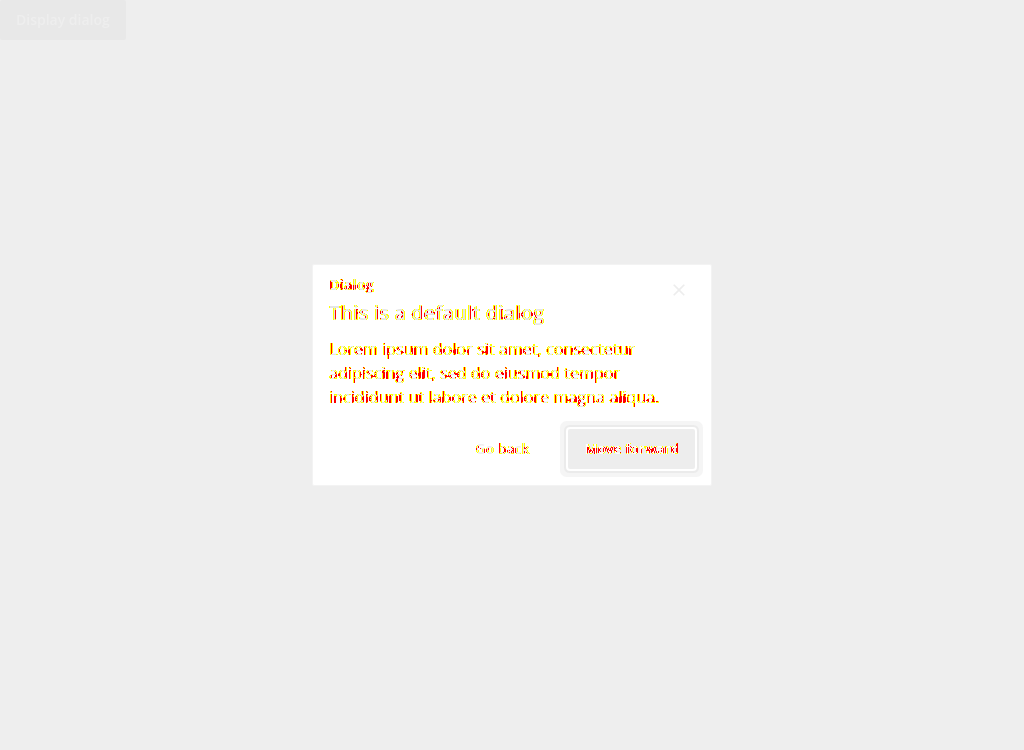 Display dialog
Dialog
This is a default dialog
Lorem ipsum dolor sit amet, consectetur
adipiscing elit, sed do eiusmod tempor
incididunt ut labore et dolore magna aliqua.
Go back
Move forward